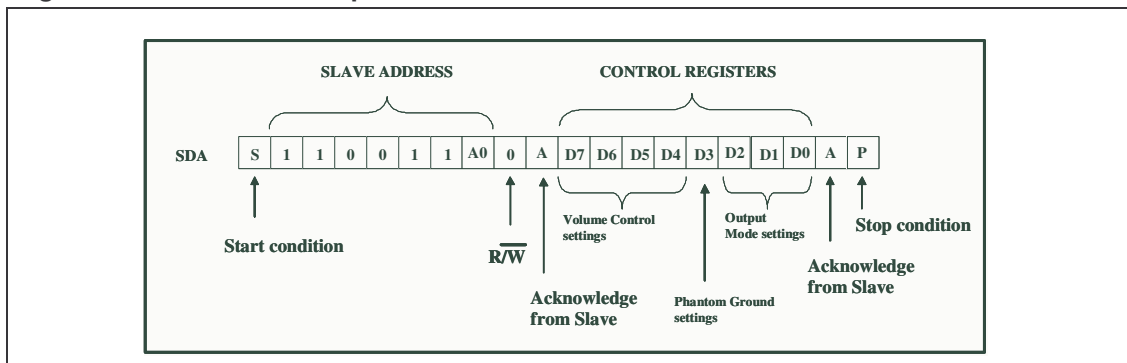 SLAVE ADDRESS
CONTROL REGISTERS
SDA S 1 1 0 0 1 1 A0 0 A D7 D6 D5 D4 D3 D2 D1 D0 A P
Start condition
R/W
Acknowledge
from Slave
Volume Control
settings
Phantom Ground
settings
Output
Mode settings
Acknowledge
from Slave
Stop condition